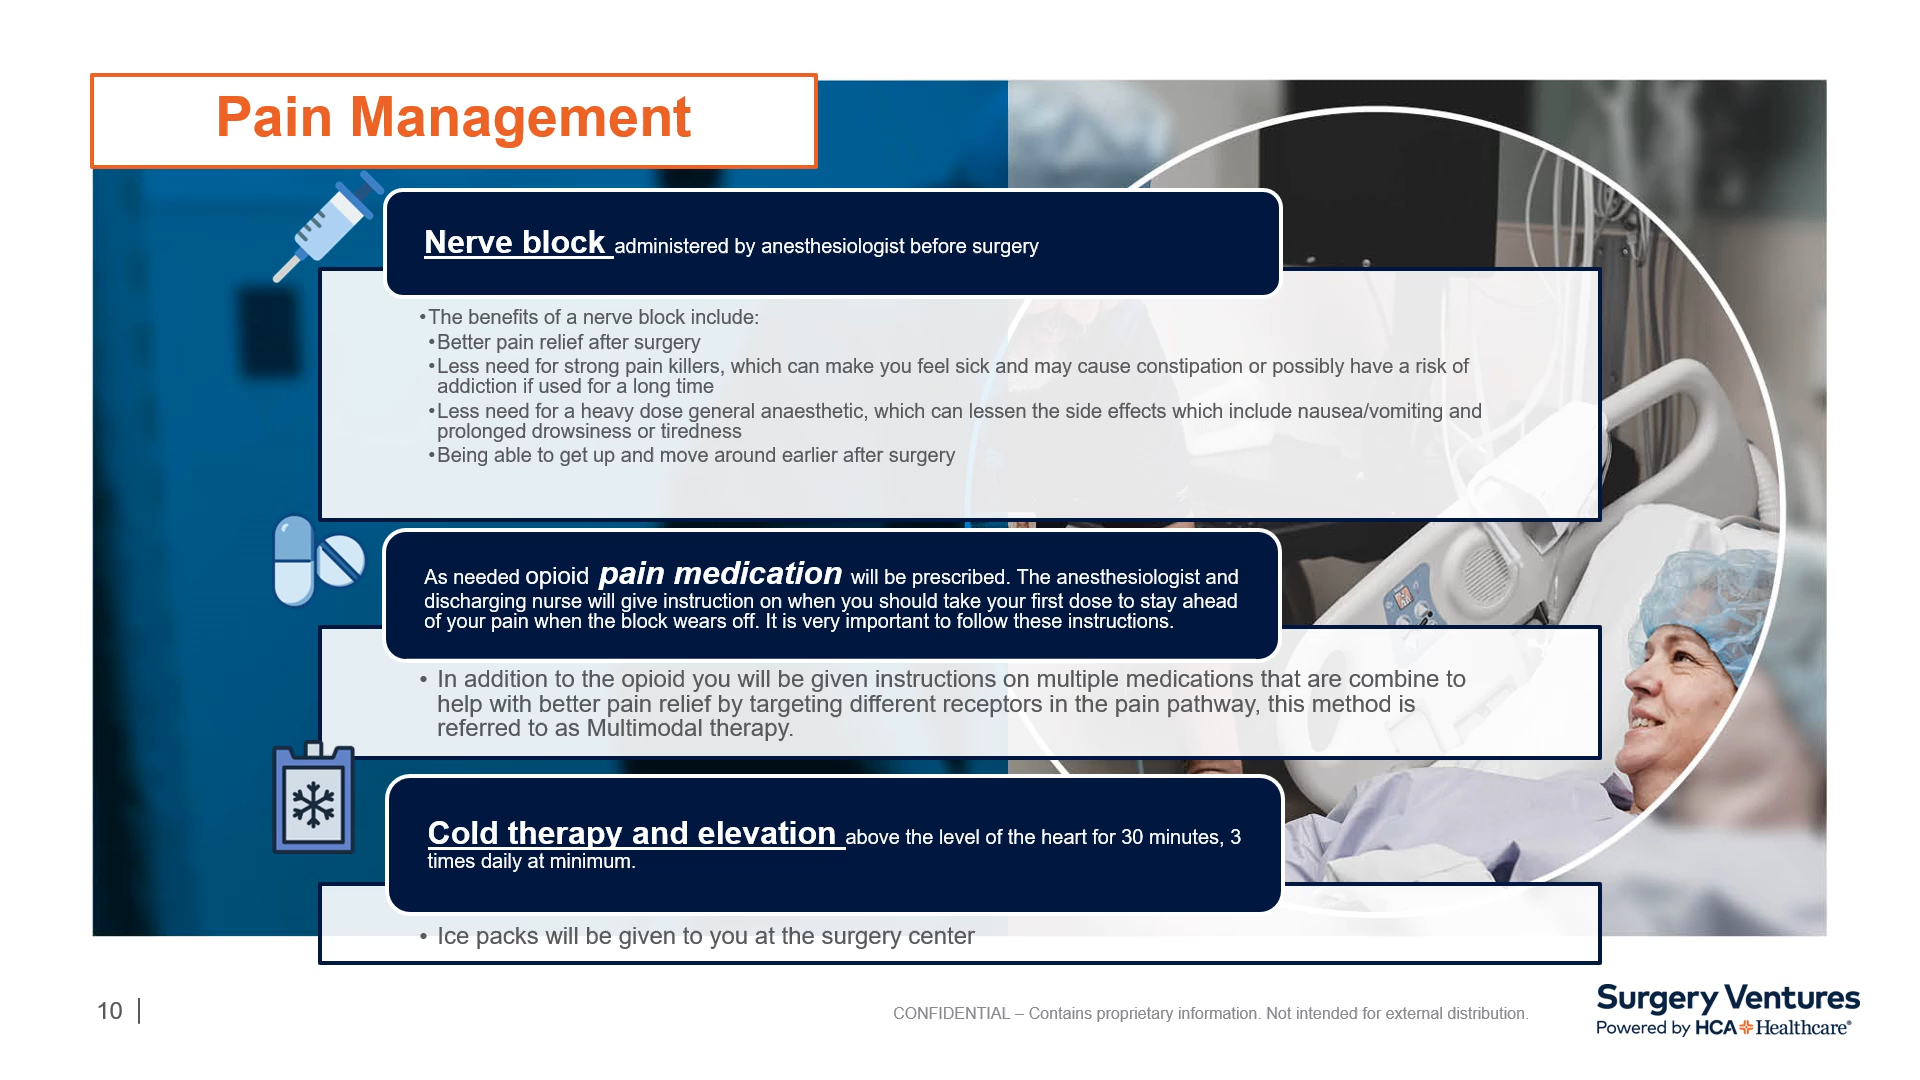 Pain Management
Nerve block administered by anesthesiologist before surgery
•The benefits of a nerve block include:
•Better pain relief after surgery
•Less need for strong pain killers, which can make you feel sick and may cause constipation or possibly have a risk of
addiction if used for a long time
•Less need for a heavy dose general anaesthetic, which can lessen the side effects which include nausea/vomiting and
prolonged drowsiness or tiredness
•Being able to get up and move around earlier after surgery
As needed opioid pain medication will be prescribed. The anesthesiologist and
discharging nurse will give instruction on when you should take your first dose to stay ahead
of your pain when the block wears off. It is very important to follow these instructions.
• In addition to the opioid you will be given instructions on multiple medications that are combine to
help with better pain relief by targeting different receptors in the pain pathway, this method is
referred to as Multimodal therapy.
Cold therapy and elevation above the level of the heart for 30 minutes, 3
times daily at minimum.
• Ice packs will be given to you at the surgery center
10
CONFIDENTIAL – Contains proprietary information. Not intended for external distribution.
Surgery Ventures
Powered by HCA Healthcare®